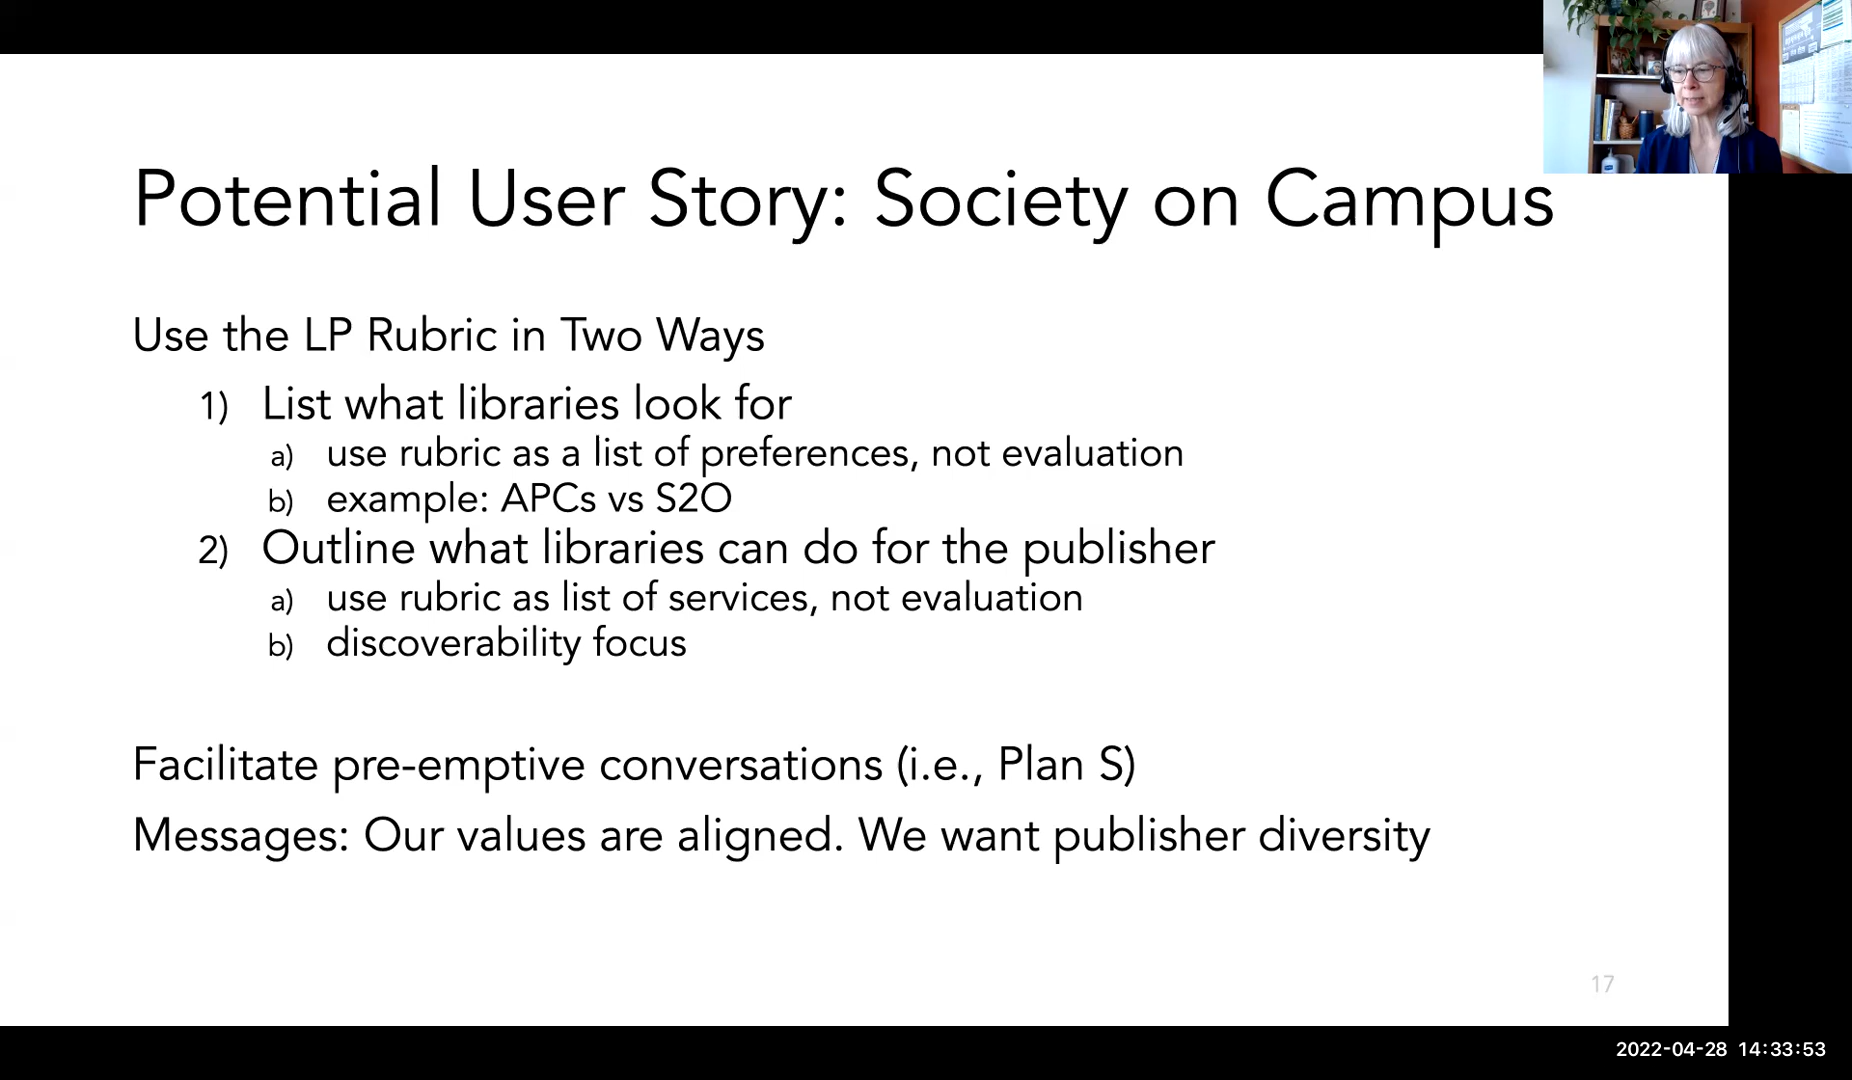 Potential User Story: Society on Campus
Use the LP Rubric in Two Ways
1) List what libraries look for
a) use rubric as a list of preferences, not evaluation
b) example: APCs vs S2O
2) Outline what libraries can do for the publisher
a) use rubric as list of services, not evaluation
b) discoverability focus
Facilitate pre-emptive conversations (i.e., Plan S)
Messages: Our values are aligned. We want publisher diversity
17
2022-04-28 14:33:53